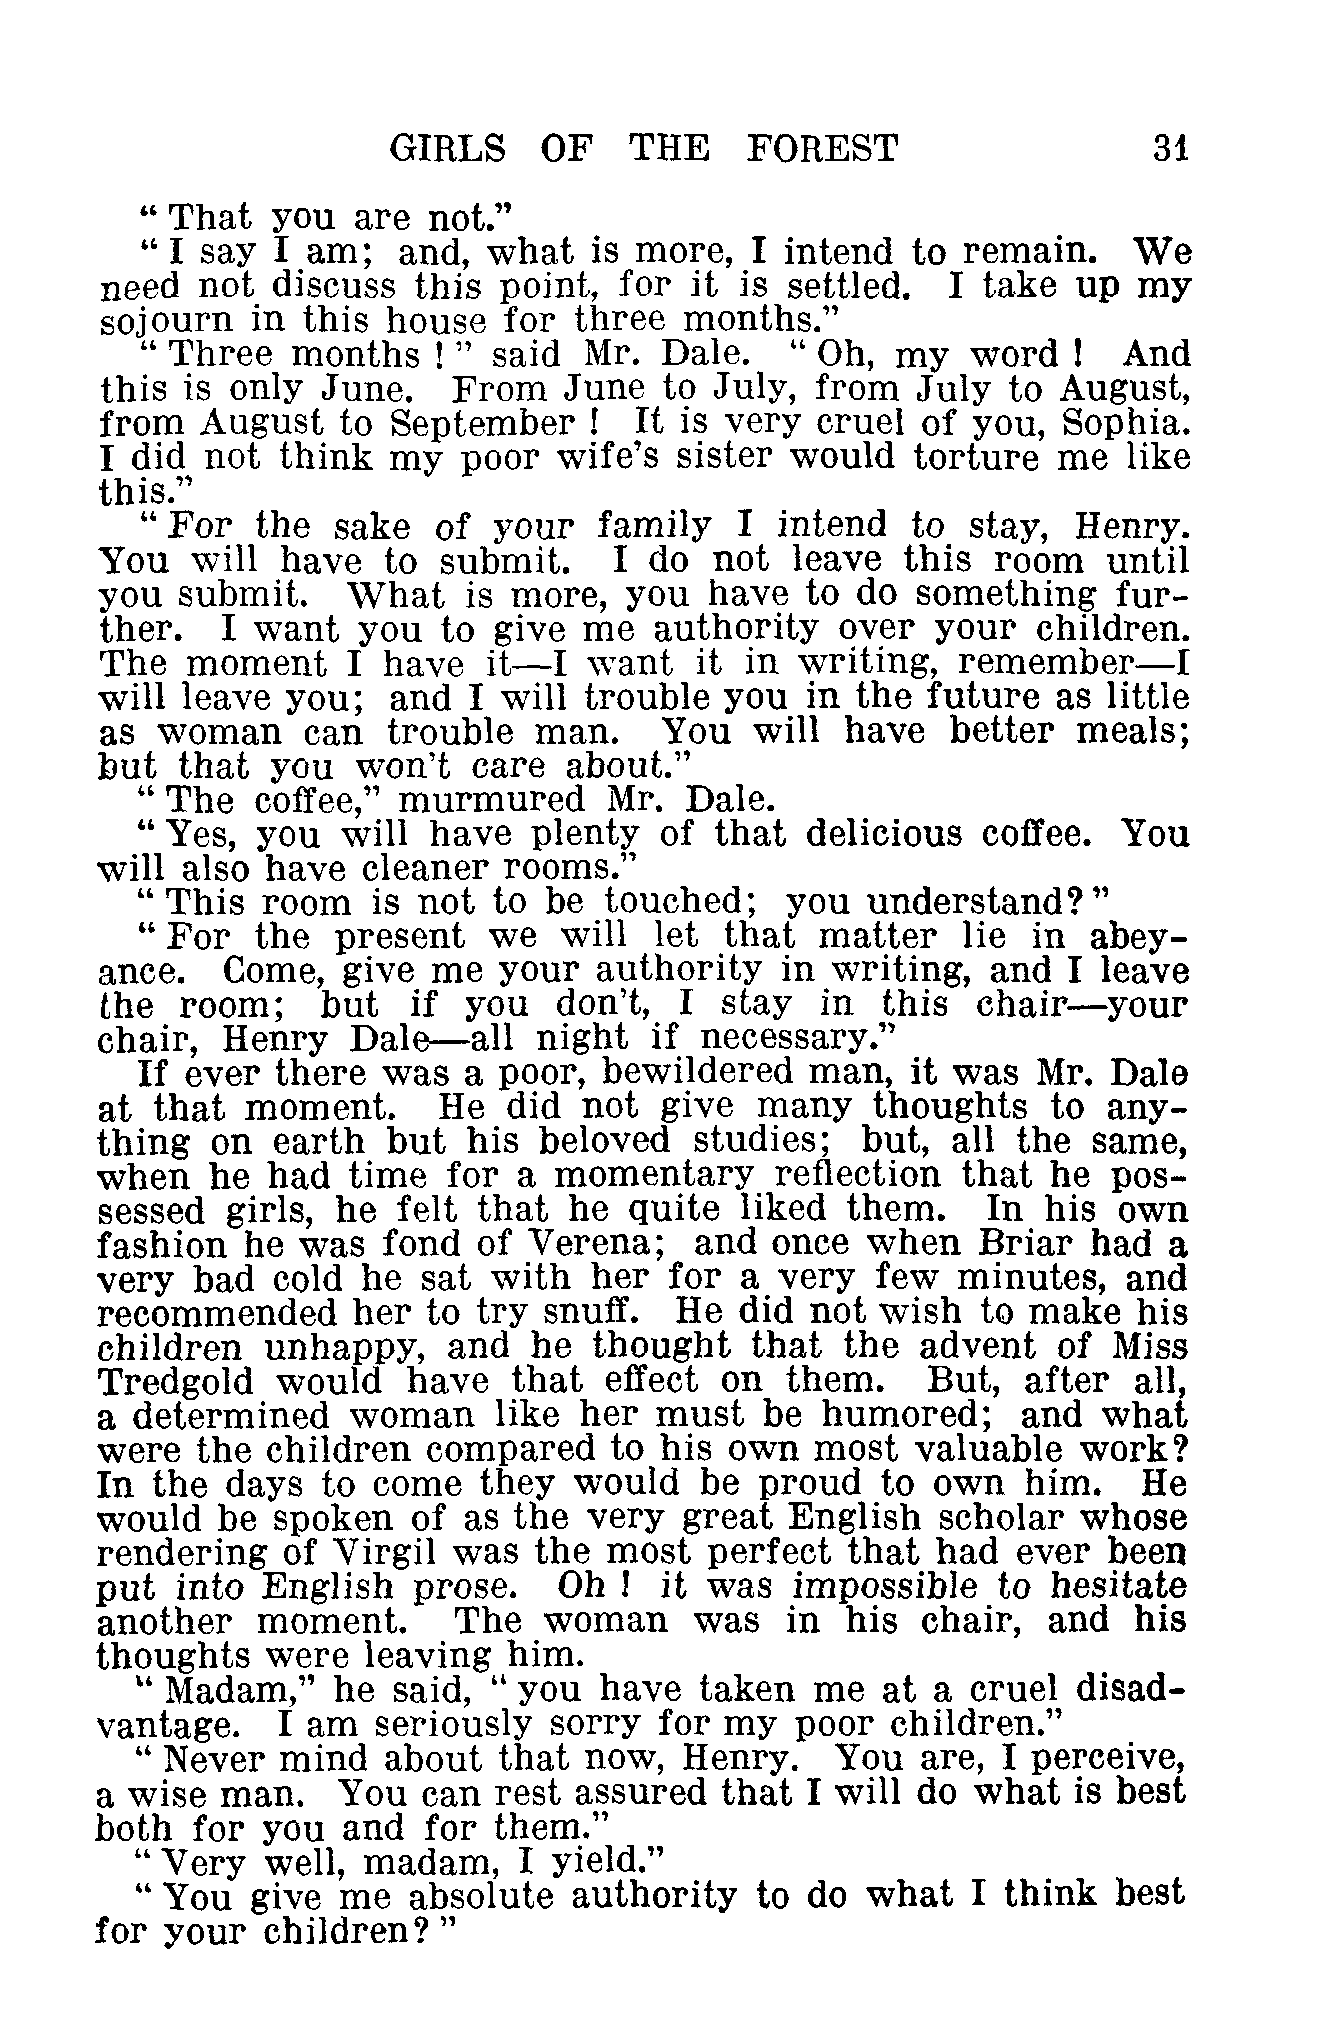 GIRLS OF THE FOREST 31
“ That you are not.”
“ I say I am; and, what is more, I intend to remain. We
need not discuss this point, for it is settled. I take up my
sojourn in this house for three months.”
“ Three months ! ” said Mr. Dale. “ Oh, my word ! And
this is only June. From June to July, from July to August,
from August to September ! It is very cruel of you, Sophia.
I did not think my poor wife’s sister would torture me like
this.”
“ For the sake of your family I intend to stay, Henry.
You will have to submit. I do not leave this room until
you submit. What is more, you have to do something fur-
ther. I want you to give me authority over your children.
The moment I have it—I want it in writing, remember—I
will leave you; and I will trouble you in the future as little
as woman can trouble man. You will have better meals;
but that you won’t care about.”
“ The coffee,” murmured Mr. Dale.
“ Yes, you will have plenty of that delicious coffee. You
will also have cleaner rooms.”
“ This room is not to be touched; you understand? ”
“ For the present we will let that matter lie in abey-
ance. Come, give me your authority in writing, and I leave
the room; but if you don’t, I stay in this chair—your
chair, Henry Dale—all night if necessary.”
If ever there was a poor, bewildered man, it was Mr. Dale
at that moment. He did not give many thoughts to any-
thing on earth but his beloved studies; but, all the same,
when he had time for a momentary reflection that he pos-
sessed girls, he felt that he quite liked them. In his own
fashion he was fond of Verena; and once when Briar had a
very bad cold he sat with her for a very few minutes, and
recommended her to try snuff. He did not wish to make his
children unhappy, and he thought that the advent of Miss
Tredgold would have that effect on them. But, after all,
a determined woman like her must be humored; and what
were the children compared to his own most valuable work?
In the days to come they would be proud to own him. He
would be spoken of as the very great English scholar whose
rendering of Virgil was the most perfect that had ever been
put into English prose. Oh ! it was impossible to hesitate
another moment. The woman was in his chair, and his
thoughts were leaving him.
“ Madam,” he said, “ you have taken me at a cruel disad-
vantage. I am seriously sorry for my poor children.”
“ Never mind about that now, Henry. You are, I perceive,
a wise man. You can rest assured that I will do what is best
both for you and for them.”
“ Very well, madam, I yield.”
“ You give me absolute authority to do what I think best
for your children? ”